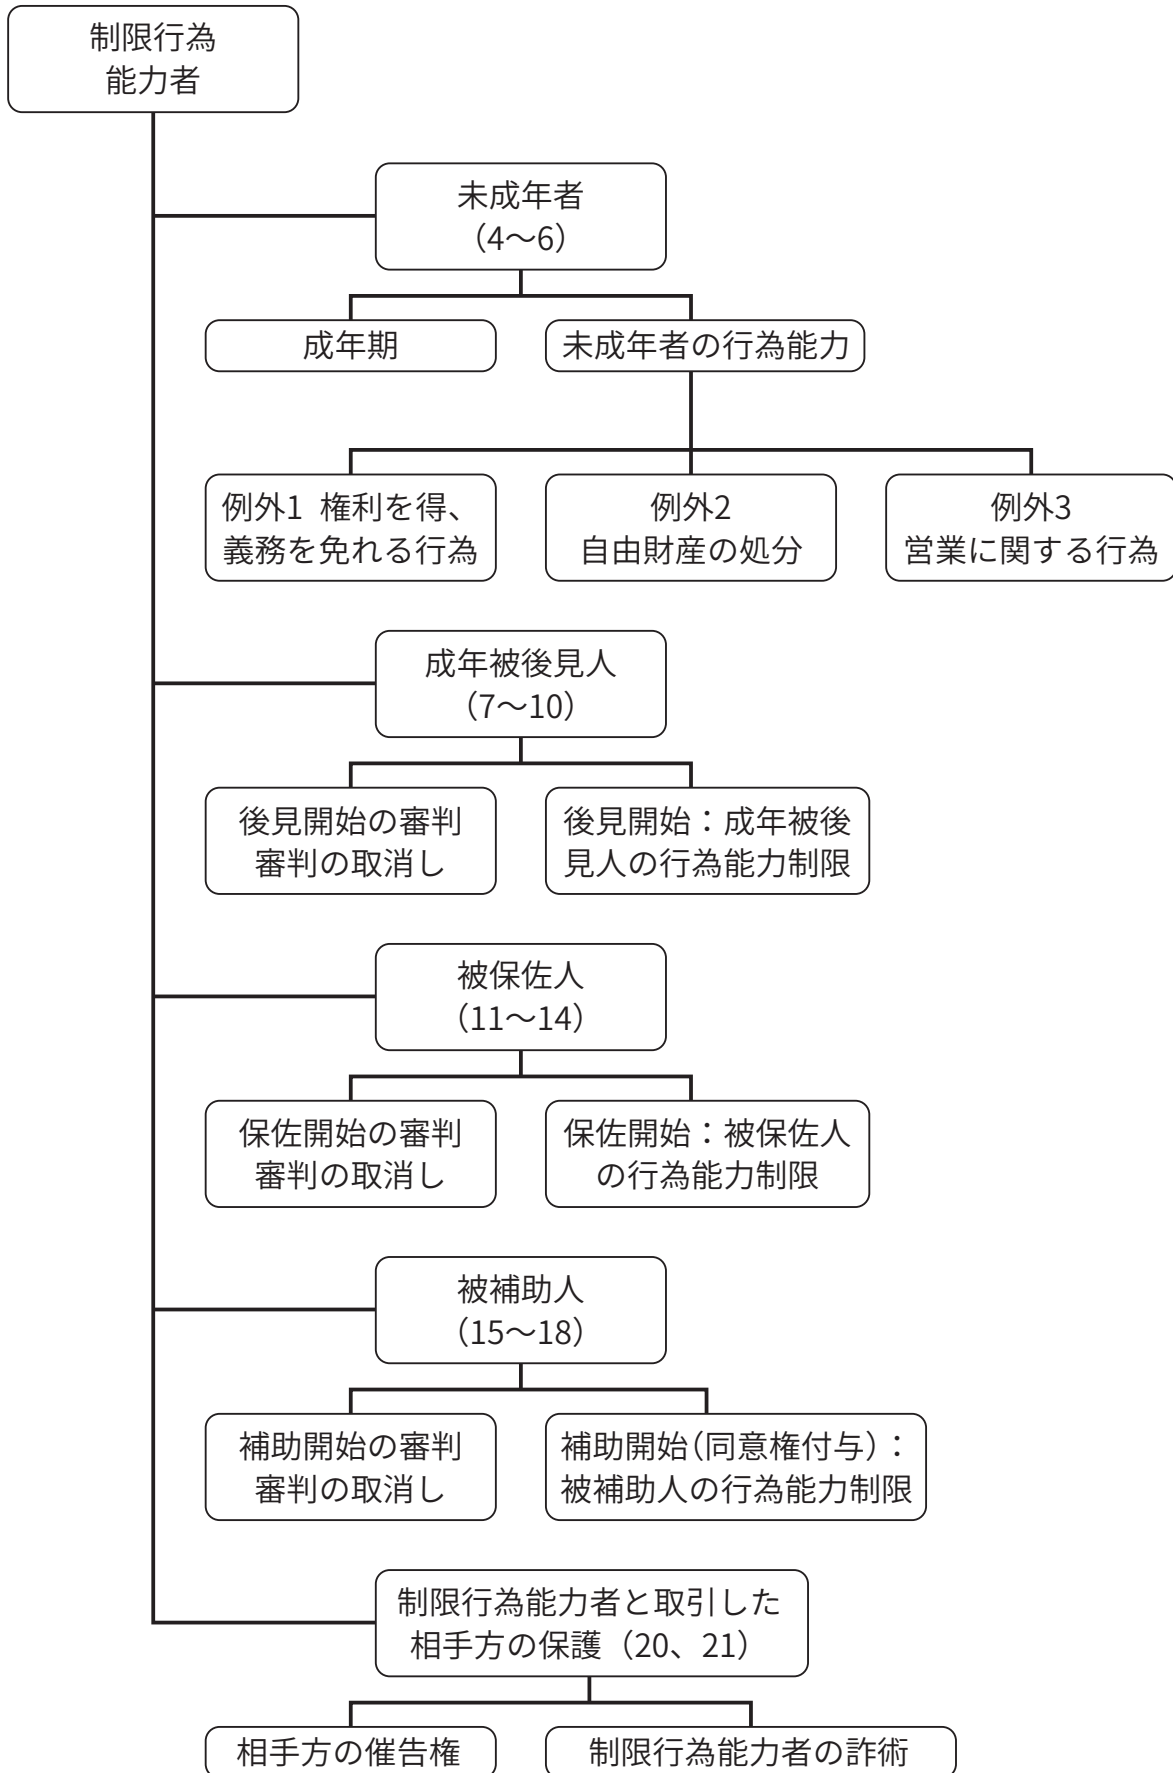 制限行為
能力者
未成年者
（4～6）
成年期
未成年者の行為能力
例外1 権利を得、
義務を免れる行為
例外2
自由財産の処分
例外3
営業に関する行為
成年被後見人
（7～10）
後見開始の審判
審判の取消し
後見開始：成年被後
見人の行為能力制限
被保佐人
（11～14）
保佐開始の審判
審判の取消し
保佐開始：被保佐人
の行為能力制限
被補助人
（15～18）
補助開始の審判
審判の取消し
補助開始（同意権付与）：
被補助人の行為能力制限
制限行為能力者と取引した
相手方の保護（20、21）
相手方の催告権
制限行為能力者の詐術